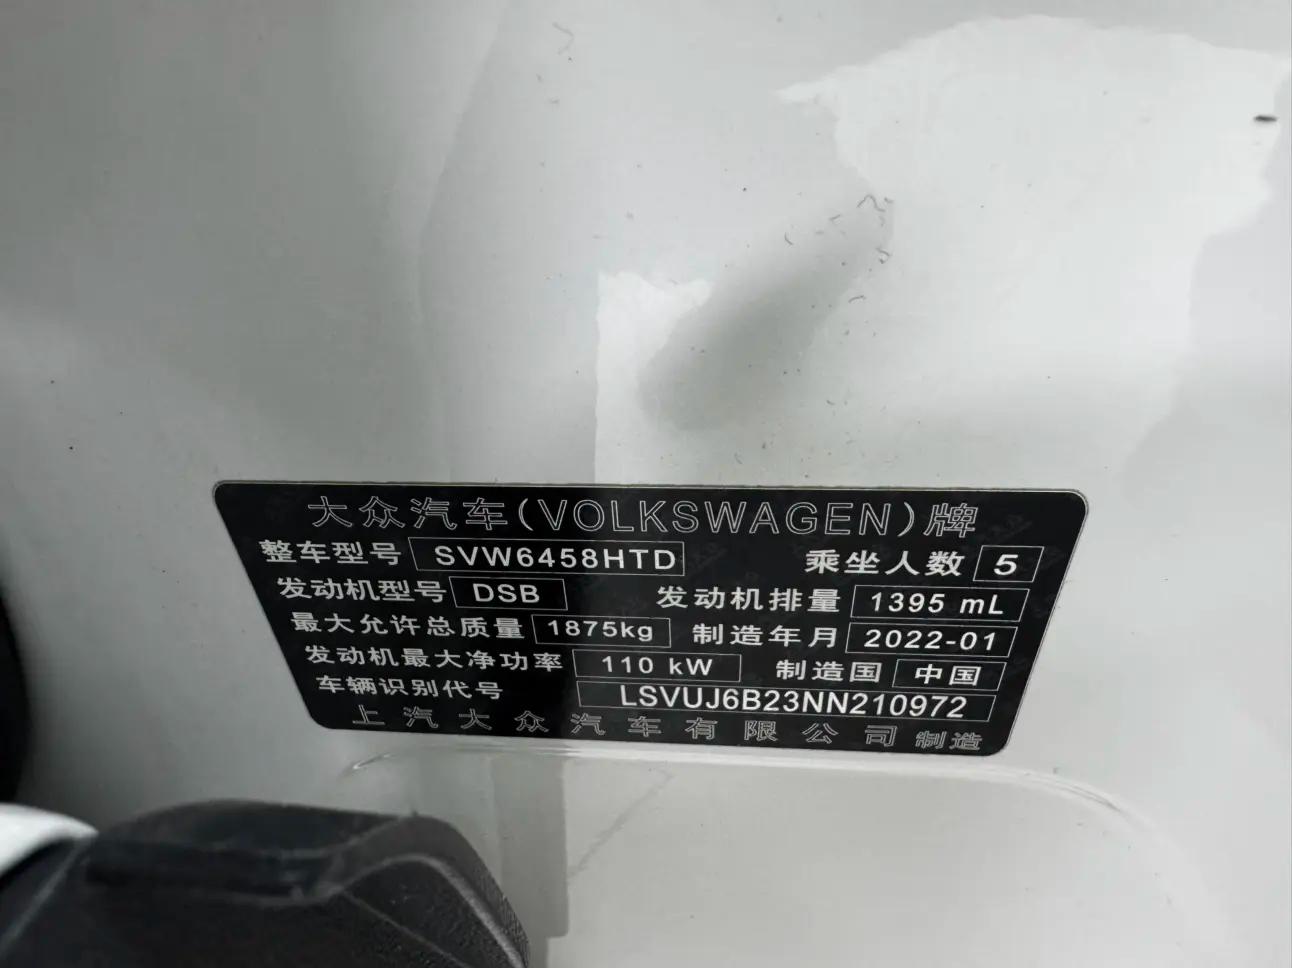 大众汽车(VOLKSWAGEN)牌
整车型号 SVW6458HTD 乘坐人数 5
发动机型号 DSB 发动机排量 1395 mL
最大允许总质量 1875kg 制造年月 2022-01
发动机最大净功率 110 kW 制造国 中国
车辆识别代号 LSVUJ6B23NN210972
上汽大众汽车有限公司 制造